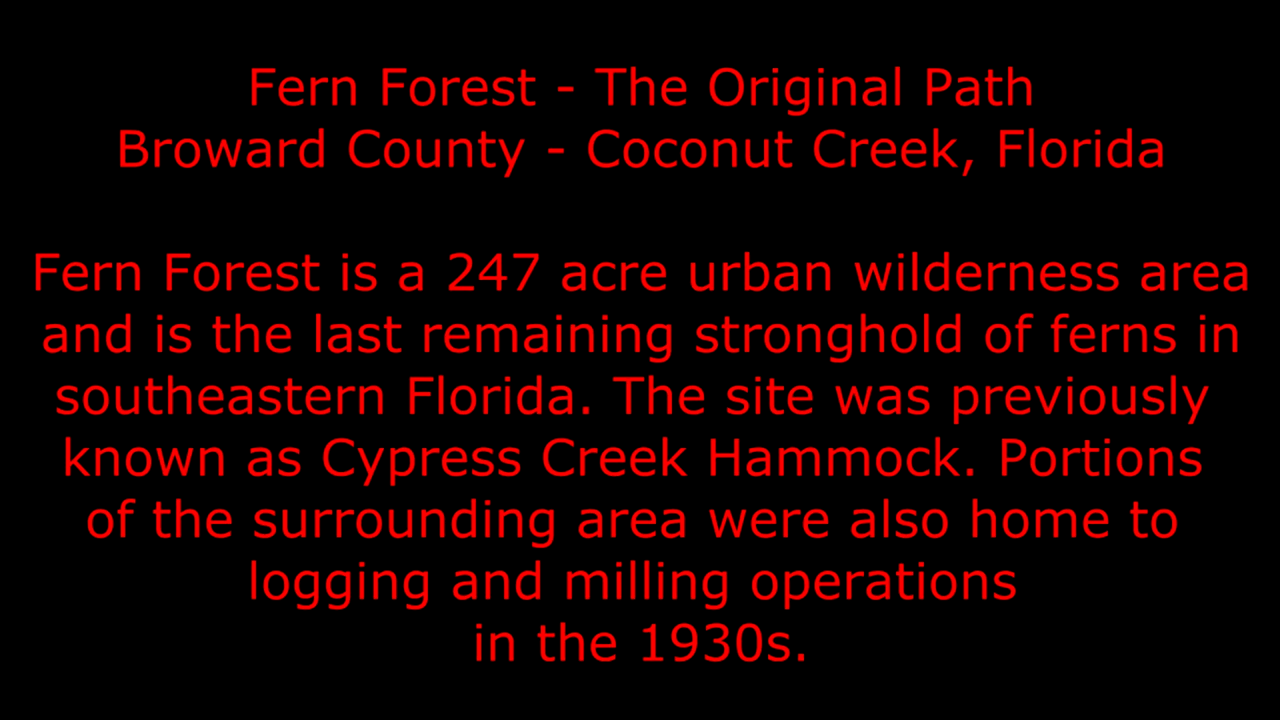 Fern Forest - The Original Path
Broward County - Coconut Creek, Florida
Fern Forest is a 247 acre urban wilderness area
and is the last remaining stronghold of ferns in
southeastern Florida. The site was previously
known as Cypress Creek Hammock. Portions
of the surrounding area were also home to
logging and milling operations
in the 1930s.